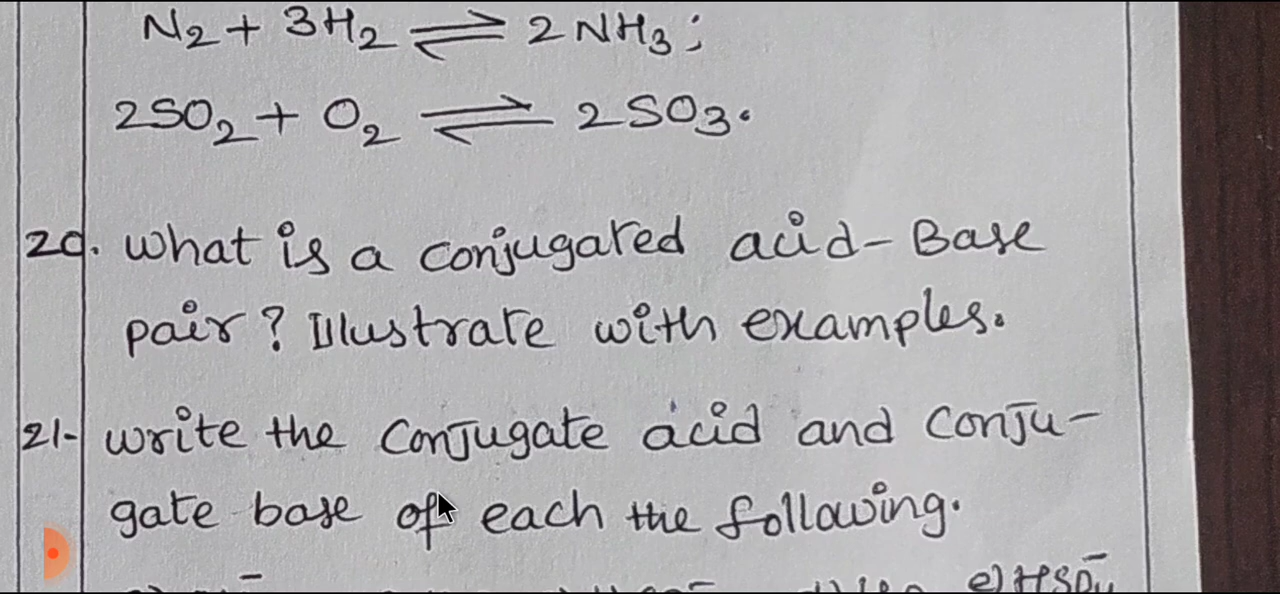 N₂ + 3H₂ ⇌ 2NH₃;
2SO₂ + O₂ ⇌ 2SO₃.
20. What is a conjugated acid-Base
pair? Illustrate with examples.
21- write the conjugate acid and conju-
gate base of each the following.
e) HSO₄⁻